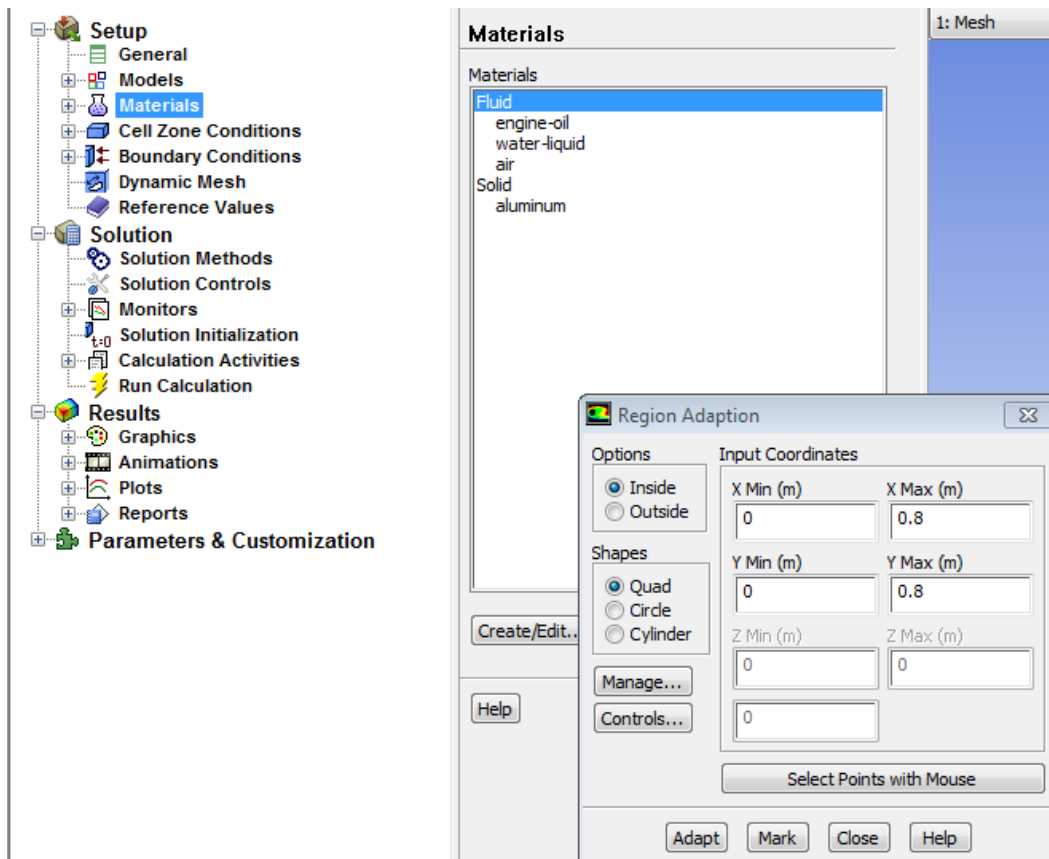 Setup
General
Models
Materials
Cell Zone Conditions
Boundary Conditions
Dynamic Mesh
Reference Values
Solution
Solution Methods
Solution Controls
Monitors
t=0 Solution Initialization
Calculation Activities
Run Calculation
Results
Graphics
Animations
Plots
Reports
Parameters & Customization
Materials
Materials
Fluid
engine-oil
water-liquid
air
Solid
aluminum
Create/Edit..
Help
1: Mesh
Region Adaption
Options
Inside
Outside
Shapes
Quad
Circle
Cylinder
Manage...
Controls...
Input Coordinates
X Min (m) X Max (m)
0 0.8
Y Min (m) Y Max (m)
0 0.8
Z Min (m) Z Max (m)
0 0
0
Select Points with Mouse
Adapt Mark Close Help